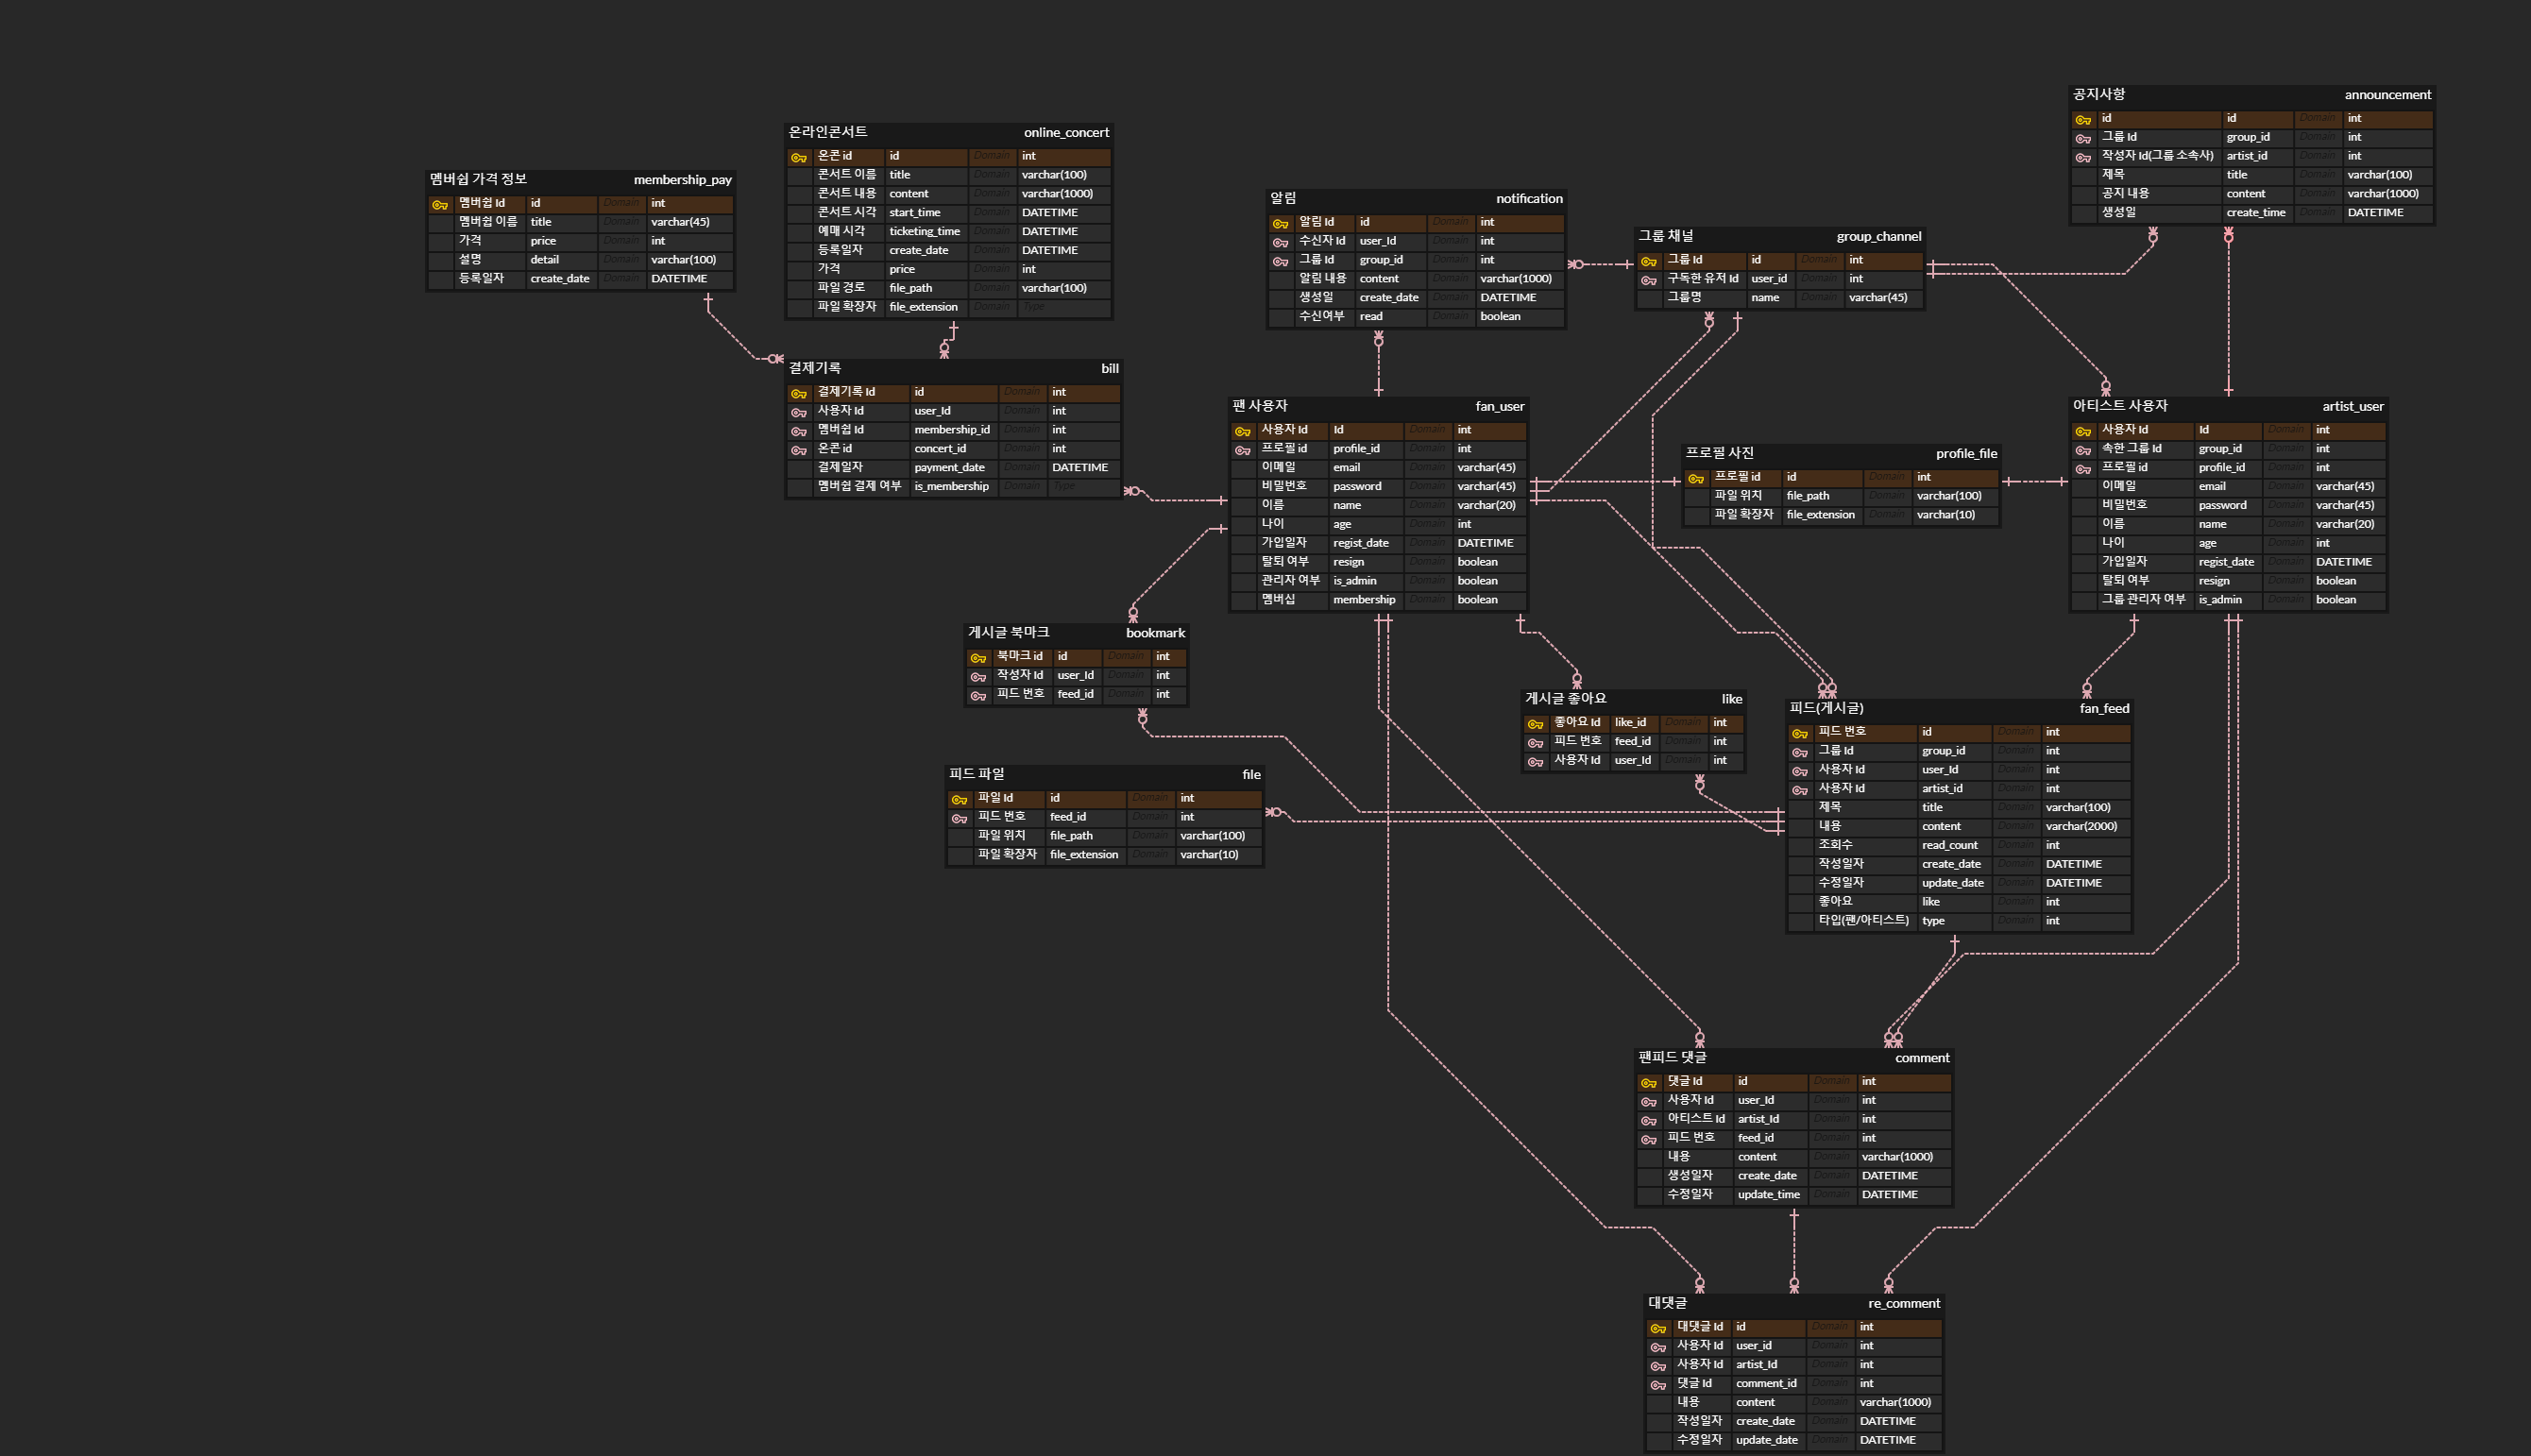 공지사항 announcement
id id Domain int
그룹 Id group_id Domain int
작성자 Id(그룹 소속사) artist_id Domain int
제목 title Domain varchar(100)
공지 내용 content Domain varchar(1000)
생성일 create_time Domain DATETIME
온라인콘서트 online_concert
온콘 id id Domain int
콘서트 이름 title Domain varchar(100)
콘서트 내용 content Domain varchar(1000)
콘서트 시각 start_time Domain DATETIME
예매 시각 ticketing_time Domain DATETIME
등록일자 create_date Domain DATETIME
가격 price Domain int
파일 경로 file_path Domain varchar(100)
파일 확장자 file_extension Domain Type
멤버쉽 가격 정보 membership_pay
멤버쉽 Id id Domain int
멤버쉽 이름 title Domain varchar(45)
가격 price Domain int
설명 detail Domain varchar(100)
등록일자 create_date Domain DATETIME
알림 notification
알림 Id id Domain int
수신자 Id user_Id Domain int
그룹 Id group_id Domain int
알림 내용 content Domain varchar(1000)
생성일 create_date Domain DATETIME
수신여부 read Domain boolean
그룹 채널 group_channel
그룹 Id id Domain int
구독한 유저 Id user_id Domain int
그룹명 name Domain varchar(45)
결제기록 bill
결제기록 Id id Domain int
사용자 Id user_Id Domain int
멤버쉽 Id membership_id Domain int
온콘 id concert_id Domain int
결제일자 payment_date Domain DATETIME
멤버쉽 결제 여부 is_membership Domain Type
팬 사용자 fan_user
사용자 Id Id Domain int
프로필 id profile_id Domain int
이메일 email Domain varchar(45)
비밀번호 password Domain varchar(45)
이름 name Domain varchar(20)
나이 age Domain int
가입일자 regist_date Domain DATETIME
탈퇴 여부 resign Domain boolean
관리자 여부 is_admin Domain boolean
멤버십 membership Domain boolean
프로필 사진 profile_file
프로필 id id Domain int
파일 위치 file_path Domain varchar(100)
파일 확장자 file_extension Domain varchar(10)
아티스트 사용자 artist_user
사용자 Id Id Domain int
속한 그룹 Id group_id Domain int
프로필 id profile_id Domain int
이메일 email Domain varchar(45)
비밀번호 password Domain varchar(45)
이름 name Domain varchar(20)
나이 age Domain int
가입일자 regist_date Domain DATETIME
탈퇴 여부 resign Domain boolean
그룹 관리자 여부 is_admin Domain boolean
게시글 북마크 bookmark
북마크 id id Domain int
작성자 Id user_Id Domain int
피드 번호 feed_id Domain int
게시글 좋아요 like
좋아요 Id like_id Domain int
피드 번호 feed_id Domain int
사용자 Id user_Id Domain int
피드(게시글) fan_feed
피드 번호 id Domain int
그룹 Id group_id Domain int
사용자 Id user_Id Domain int
사용자 Id artist_id Domain int
제목 title Domain varchar(100)
내용 content Domain varchar(2000)
조회수 read_count Domain int
작성일자 create_date Domain DATETIME
수정일자 update_date Domain DATETIME
좋아요 like Domain int
타입(팬/아티스트) type Domain int
피드 파일 file
파일 Id id Domain int
피드 번호 feed_id Domain int
파일 위치 file_path Domain varchar(100)
파일 확장자 file_extension Domain varchar(10)
팬피드 댓글 comment
댓글 Id id Domain int
사용자 Id user_Id Domain int
아티스트 Id artist_Id Domain int
피드 번호 feed_id Domain int
내용 content Domain varchar(1000)
생성일자 create_date Domain DATETIME
수정일자 update_time Domain DATETIME
대댓글 re_comment
대댓글 Id id Domain int
사용자 Id user_id Domain int
사용자 Id artist_Id Domain int
댓글 Id comment_id Domain int
내용 content Domain varchar(1000)
작성일자 create_date Domain DATETIME
수정일자 update_date Domain DATETIME